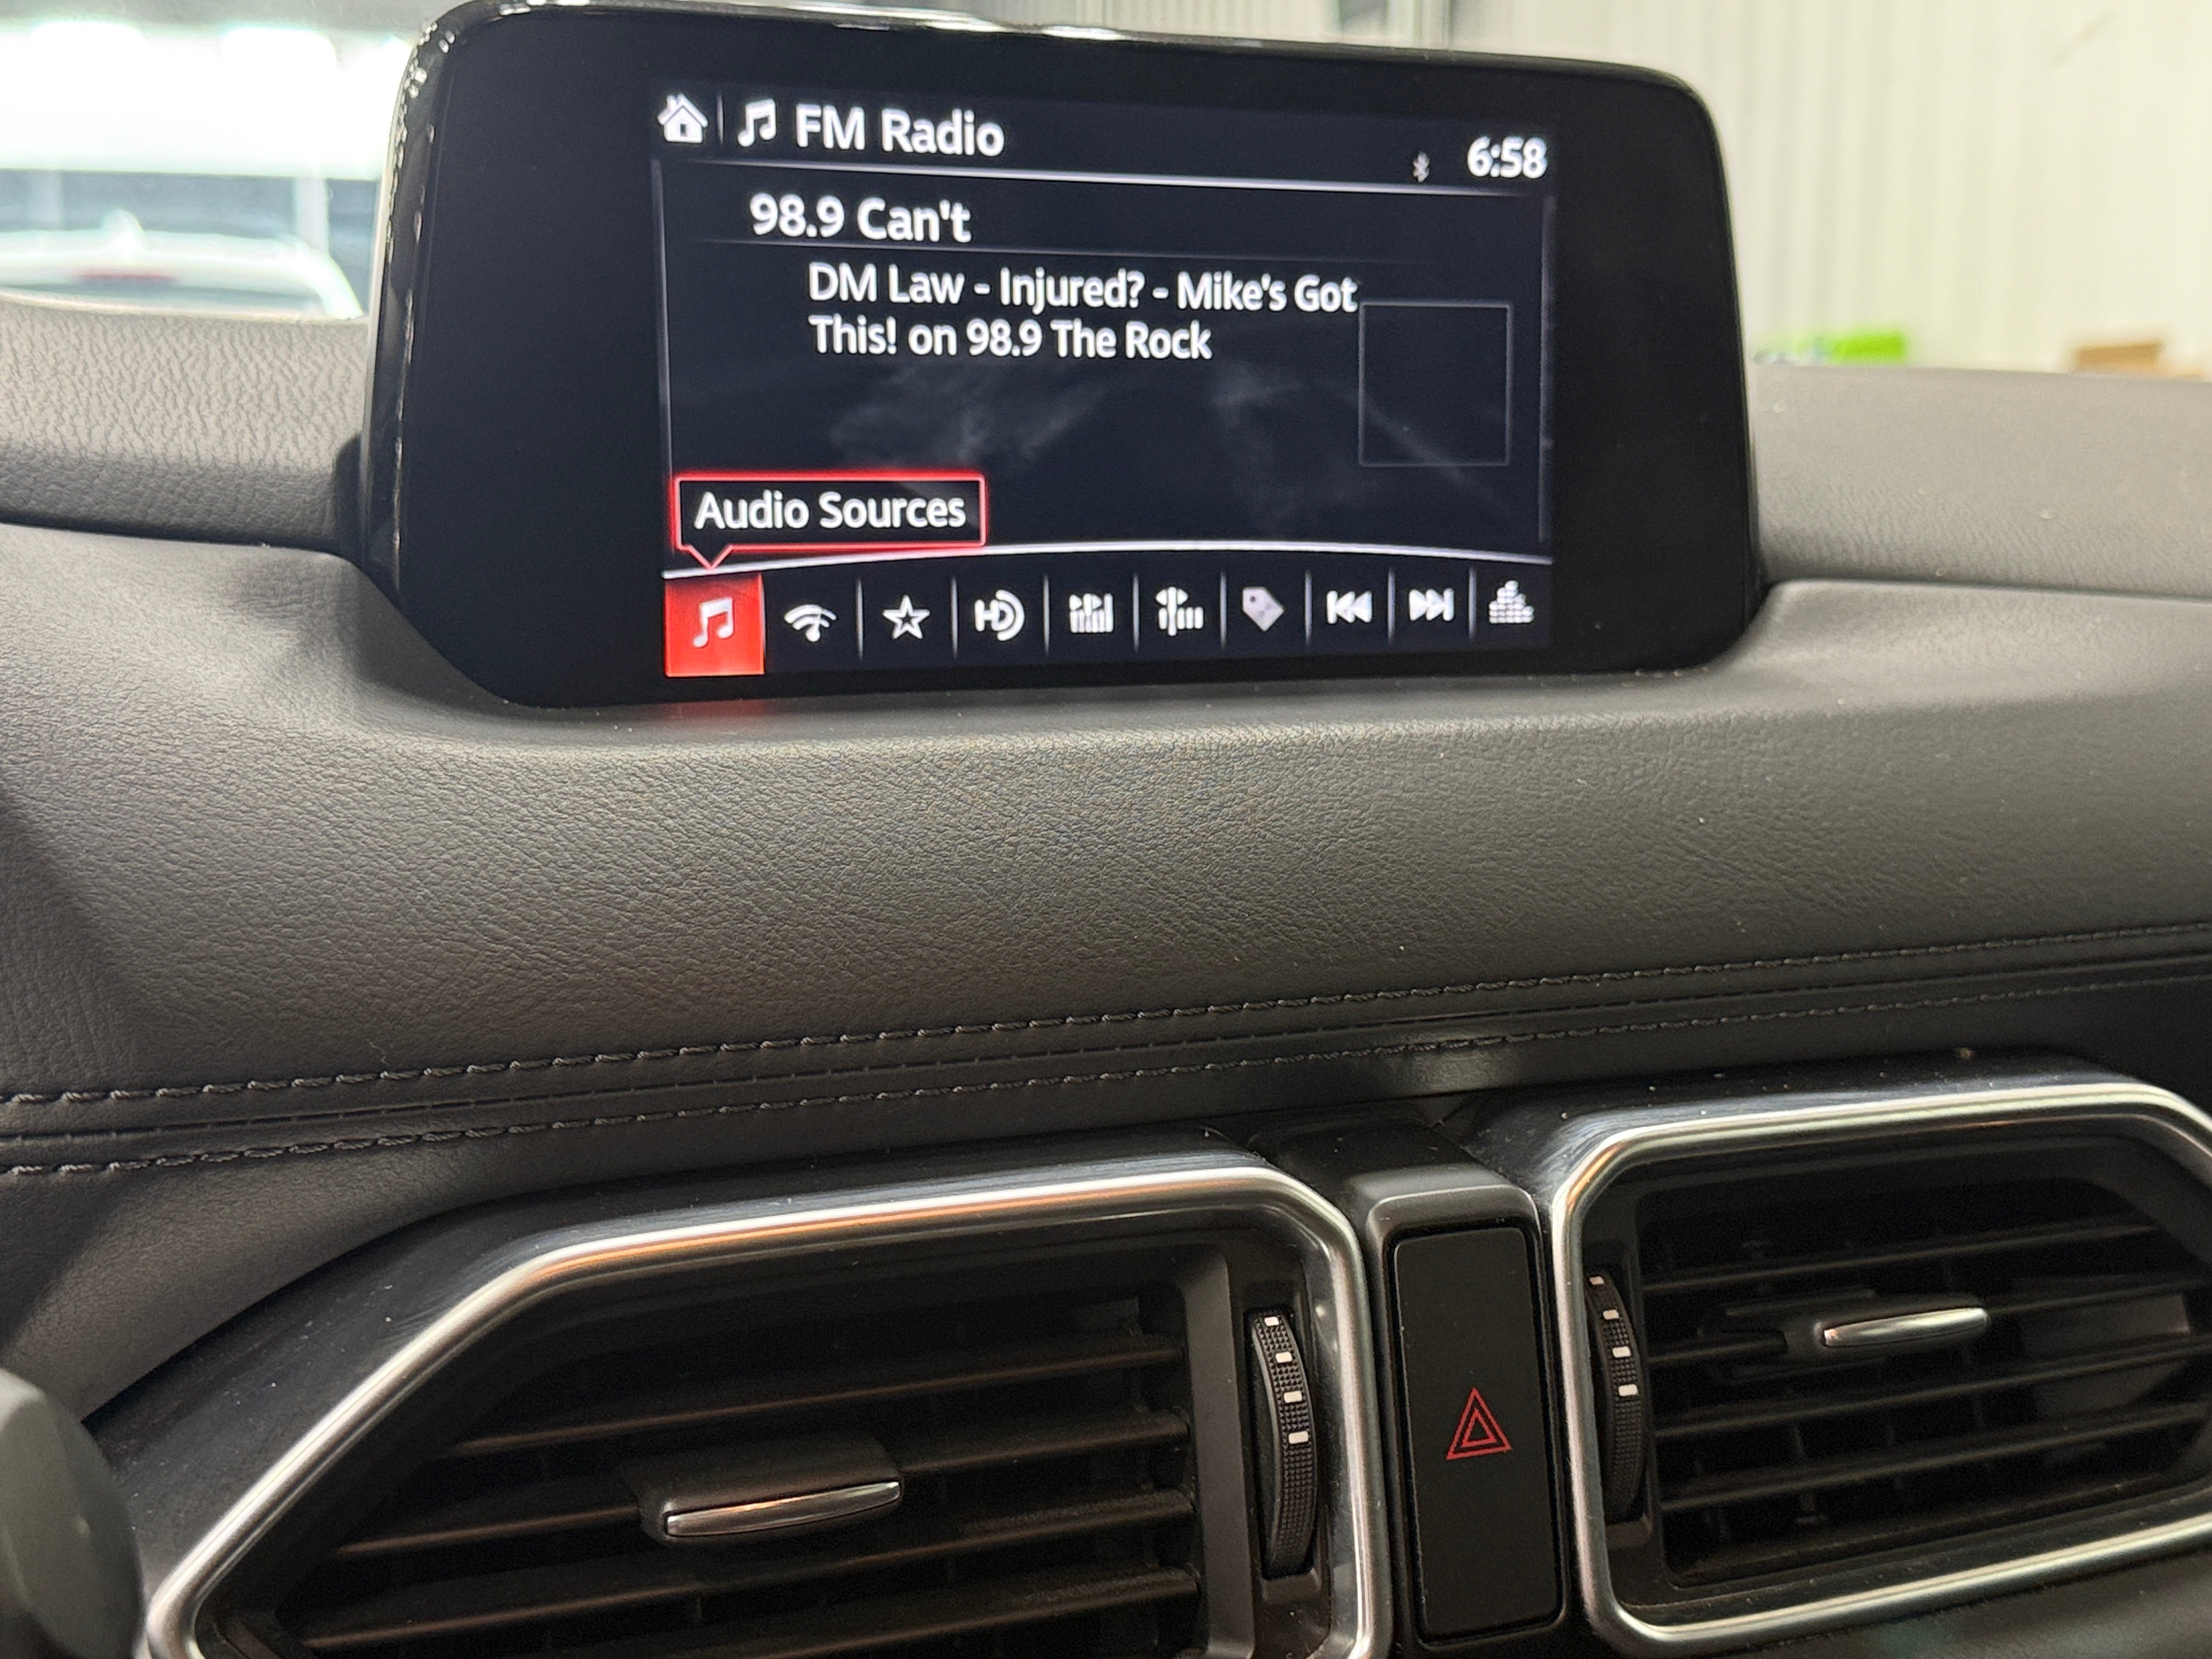 FM Radio
6:58
98.9 Can't
DM Law - Injured? - Mike's Got
This! on 98.9 The Rock
Audio Sources
HD